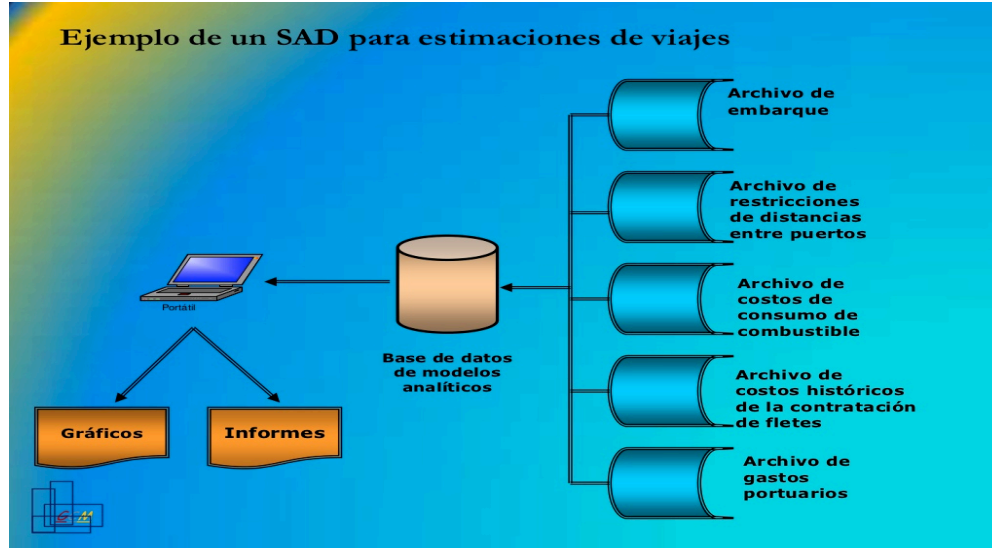 Ejemplo de un SAD para estimaciones de viajes
Archivo de
embarque
Archivo de
restricciones
de distancias
entre puertos
Archivo de
costos de
consumo de
combustible
Archivo de
costos históricos
de la contratación
de fletes
Archivo de
gastos
portuarios
Base de datos
de modelos
analíticos
Portátil
Gráficos
Informes
G M